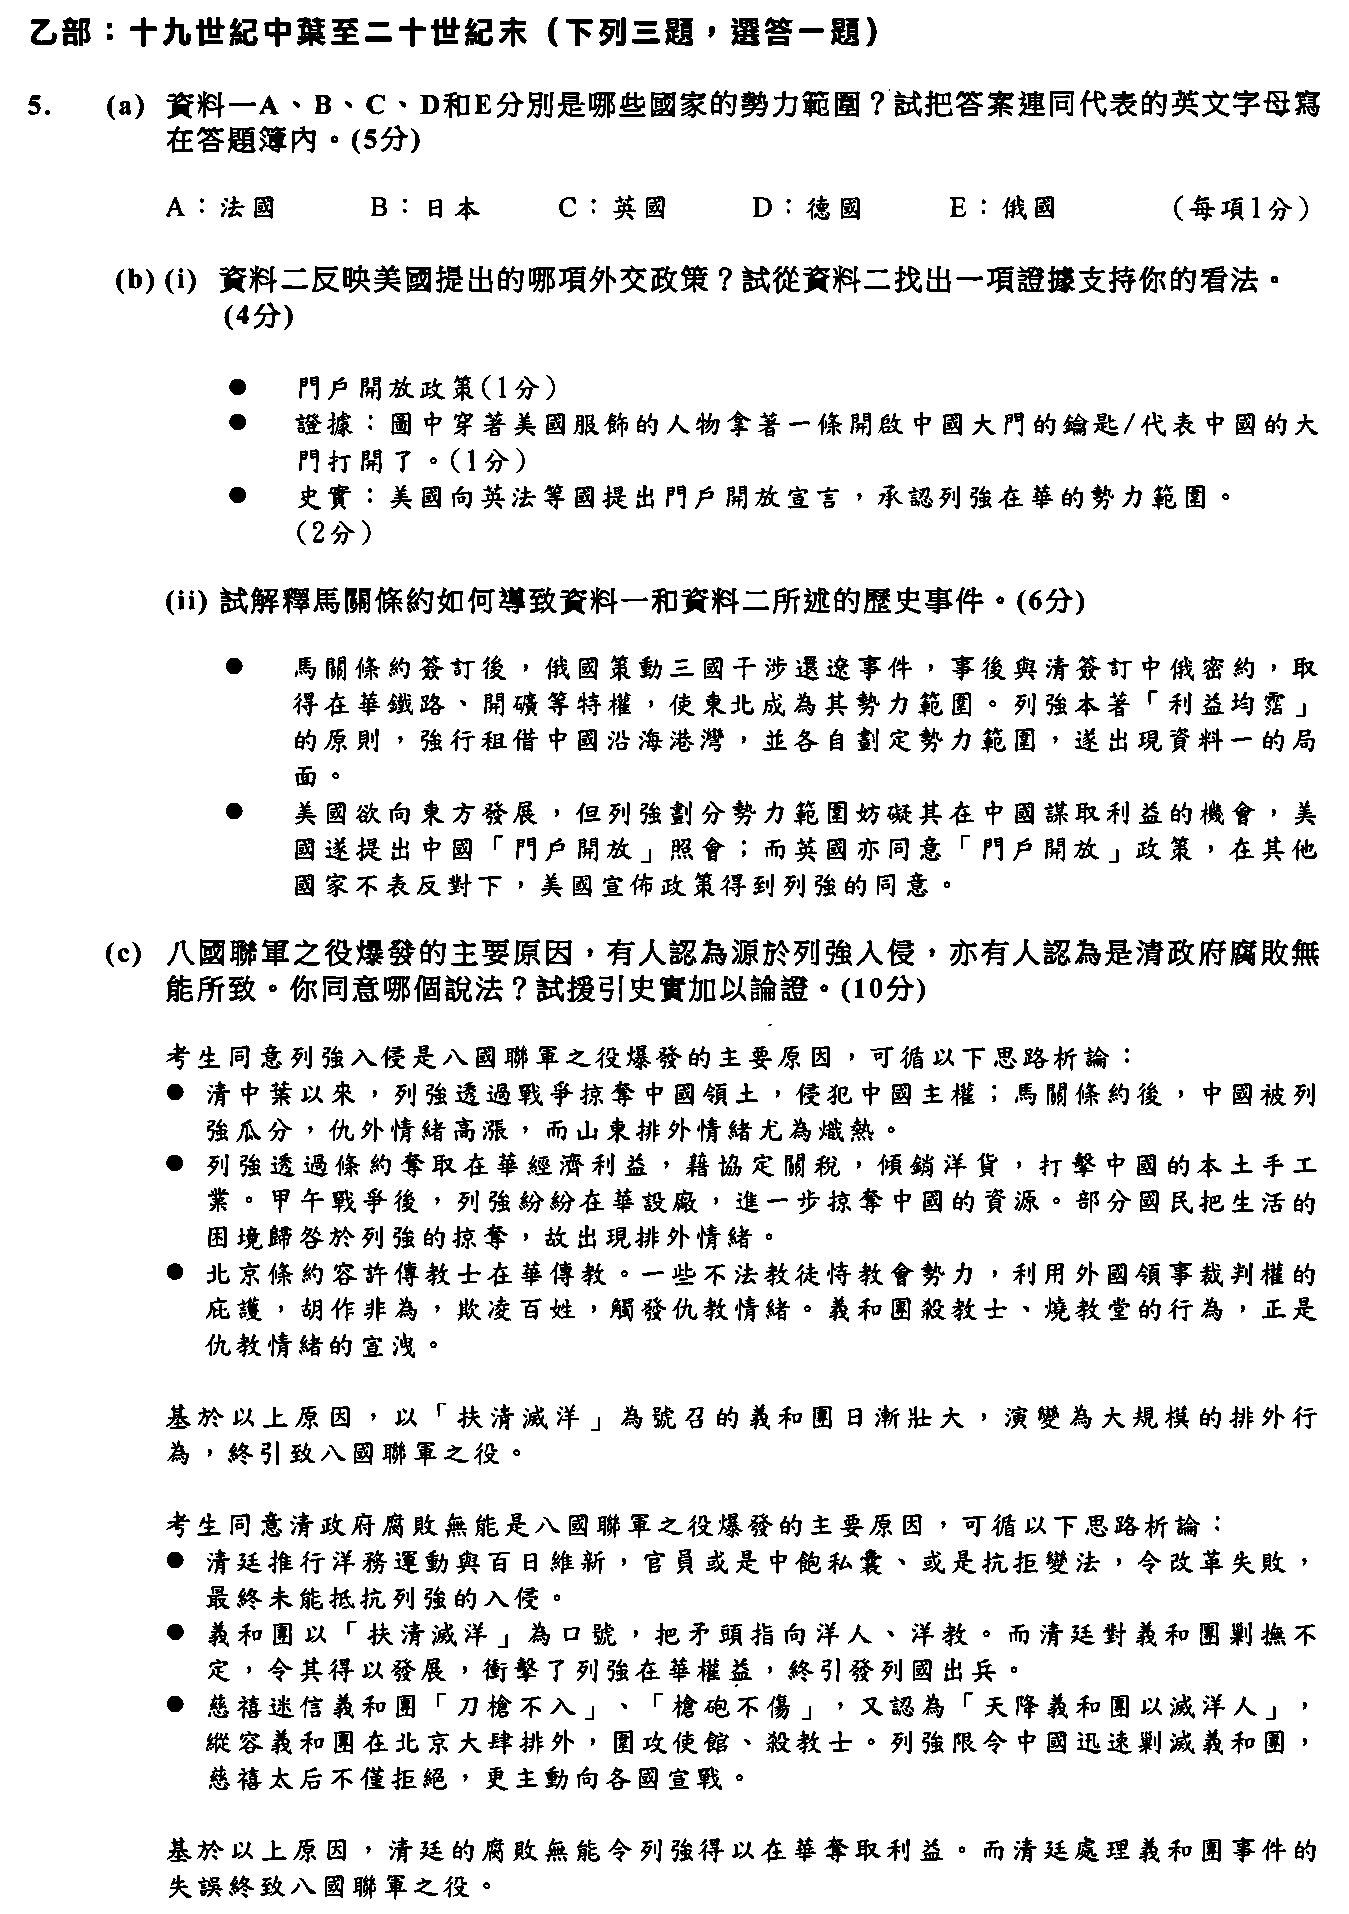 乙部：十九世紀中葉至二十世紀末（下列三題，選答一題）
5. (a) 資料一A、B、C、D和E分別是哪些國家的勢力範圍？試把答案連同代表的英文字母寫
在答題簿內。(5分)
A：法國 B：日本 C：英國 D：德國 E：俄國 （每項1分）
(b) (i) 資料二反映美國提出的哪項外交政策？試從資料二找出一項證據支持你的看法。
(4分)
● 門戶開放政策(1分)
● 證據：圖中穿著美國服飾的人物拿著一條開啟中國大門的鑰匙/代表中國的大
門打開了。(1分)
● 史實：美國向英法等國提出門戶開放宣言，承認列強在華的勢力範圍。
(2分)
(ii) 試解釋馬關條約如何導致資料一和資料二所述的歷史事件。(6分)
● 馬關條約簽訂後，俄國策動三國干涉還遼事件，事後與清簽訂中俄密約，取
得在華鐵路、開礦等特權，使東北成為其勢力範圍。列強本著「利益均霑」
的原則，強行租借中國沿海港灣，並各自劃定勢力範圍，遂出現資料一的局
面。
● 美國欲向東方發展，但列強劃分勢力範圍妨礙其在中國謀取利益的機會，美
國遂提出中國「門戶開放」照會；而英國亦同意「門戶開放」政策，在其他
國家不表反對下，美國宣佈政策得到列強的同意。
(c) 八國聯軍之役爆發的主要原因，有人認為源於列強入侵，亦有人認為是清政府腐敗無
能所致。你同意哪個說法？試援引史實加以論證。(10分)
考生同意列強入侵是八國聯軍之役爆發的主要原因，可循以下思路析論：
● 清中葉以來，列強透過戰爭掠奪中國領土，侵犯中國主權；馬關條約後，中國被列
強瓜分，仇外情緒高漲，而山東排外情緒尤為熾熱。
● 列強透過條約奪取在華經濟利益，藉協定關稅，傾銷洋貨，打擊中國的本土手工
業。甲午戰爭後，列強紛紛在華設廠，進一步掠奪中國的資源。部分國民把生活的
困境歸咎於列強的掠奪，故出現排外情緒。
● 北京條約容許傳教士在華傳教。一些不法教徒恃教會勢力，利用外國領事裁判權的
庇護，胡作非為，欺凌百姓，觸發仇教情緒。義和團殺教士、燒教堂的行為，正是
仇教情緒的宣洩。
基於以上原因，以「扶清滅洋」為號召的義和團日漸壯大，演變為大規模的排外行
為，終引致八國聯軍之役。
考生同意清政府腐敗無能是八國聯軍之役爆發的主要原因，可循以下思路析論：
● 清廷推行洋務運動與百日維新，官員或是中飽私囊、或是抗拒變法，令改革失敗，
最終未能抵抗列強的入侵。
● 義和團以「扶清滅洋」為口號，把矛頭指向洋人、洋教。而清廷對義和團剿撫不
定，令其得以發展，衝擊了列強在華權益，終引發列國出兵。
● 慈禧迷信義和團「刀槍不入」、「槍砲不傷」，又認為「天降義和團以滅洋人」，
縱容義和團在北京大肆排外，圍攻使館、殺教士。列強限令中國迅速剿滅義和團，
慈禧太后不僅拒絕，更主動向各國宣戰。
基於以上原因，清廷的腐敗無能令列強得以在華奪取利益。而清廷處理義和團事件的
失誤終致八國聯軍之役。